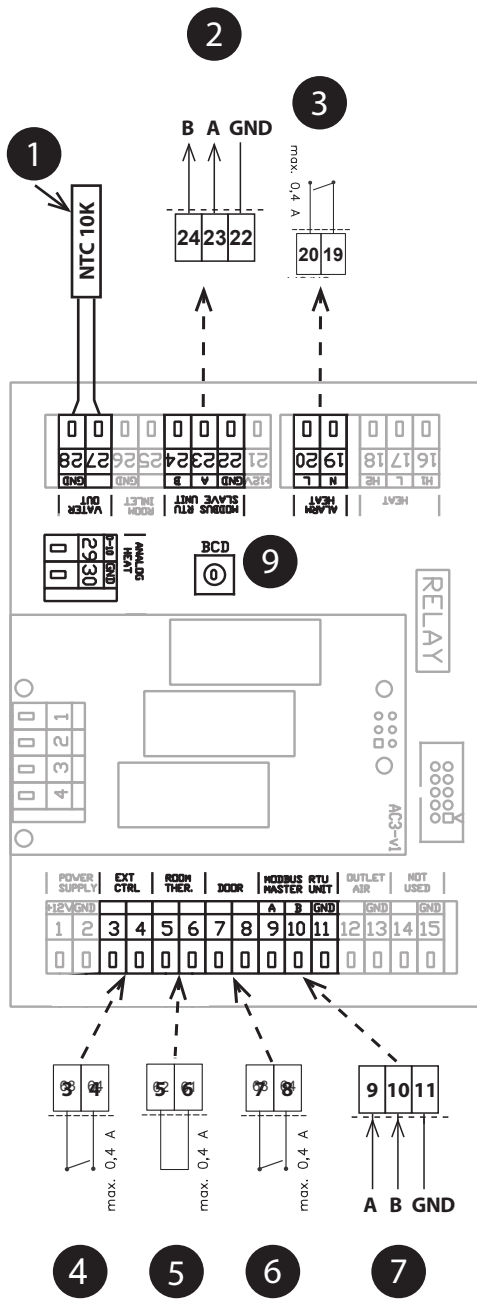 2
3
B A GND
max. 0,4 A
1
24 23 22
20 19
NTC 10K
28 27 26 25 24 23 22 21 20 19 18 17 16
GND GND B A GND +12V L N H2 L H1
VATER OUT
ROOM INLET
MODBUS RTU SLAVE UNIT
ALARM HEAT
HEAT
29 30
0-10 GND
ANALOG HEAT
BCD
0
9
RELAY
1
2
3
4
AC3-v1
POWER SUPPLY
EXT CTRL
ROOM THER.
DOOR
MODBUS RTU MASTER UNIT
OUTLET AIR
NOT USED
+12V GND A B GND GND GND
1 2 3 4 5 6 7 8 9 10 11 12 13 14 15
3 4
5 6
7 8
9 10 11
max. 0,4 A
max. 0,4 A
max. 0,4 A
A B GND
4
5
6
7